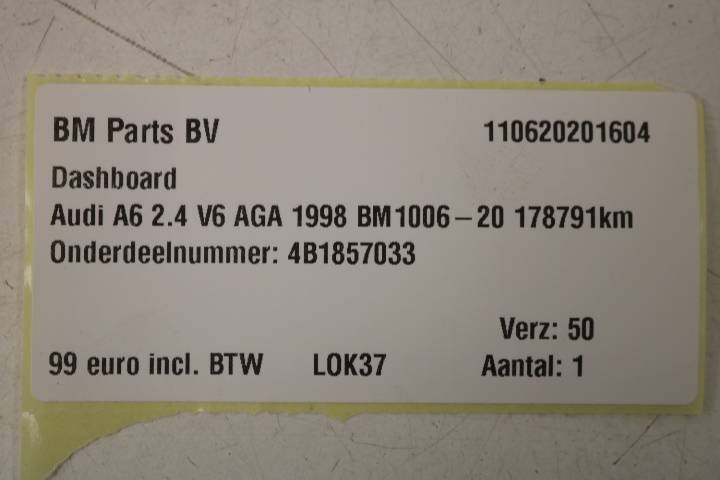 BM Parts BV 110620201604
Dashboard
Audi A6 2.4 V6 AGA 1998 BM1006-20 178791km
Onderdeelnummer: 4B1857033
Verz: 50
99 euro incl. BTW LOK37 Aantal: 1